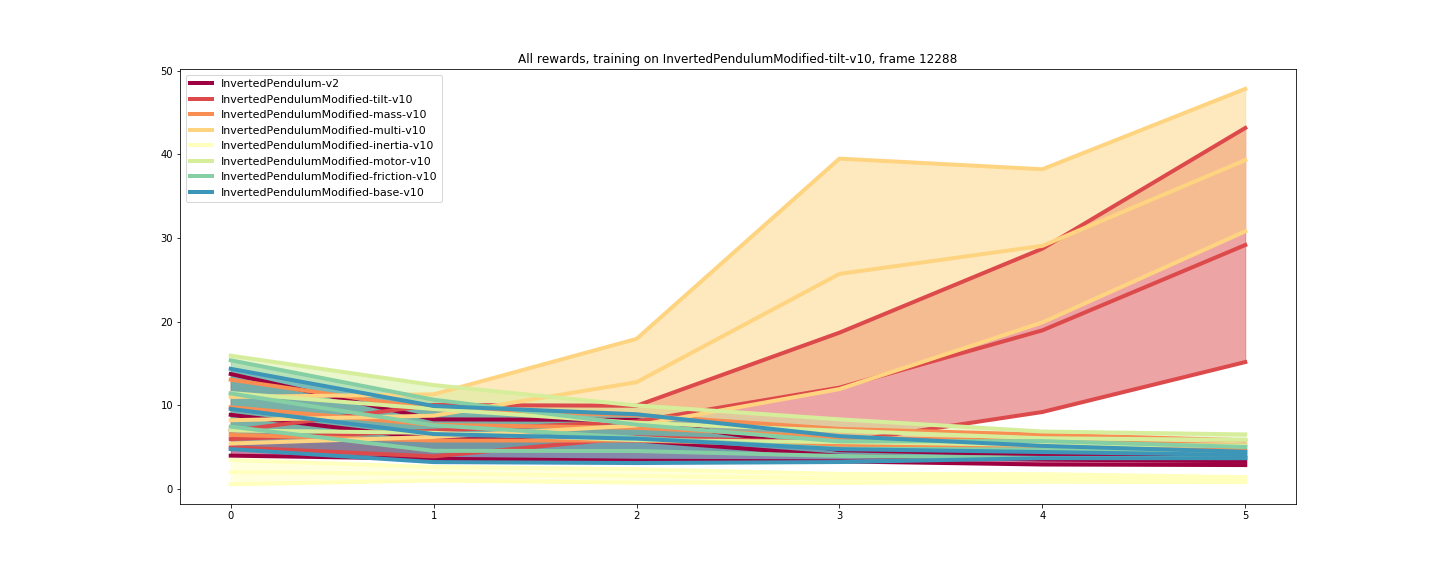 All rewards, training on InvertedPendulumModified-tilt-v10, frame 12288
50
40
30
20
10
0
InvertedPendulum-v2
InvertedPendulumModified-tilt-v10
InvertedPendulumModified-mass-v10
InvertedPendulumModified-multi-v10
InvertedPendulumModified-inertia-v10
InvertedPendulumModified-motor-v10
InvertedPendulumModified-friction-v10
InvertedPendulumModified-base-v10
0 1 2 3 4 5